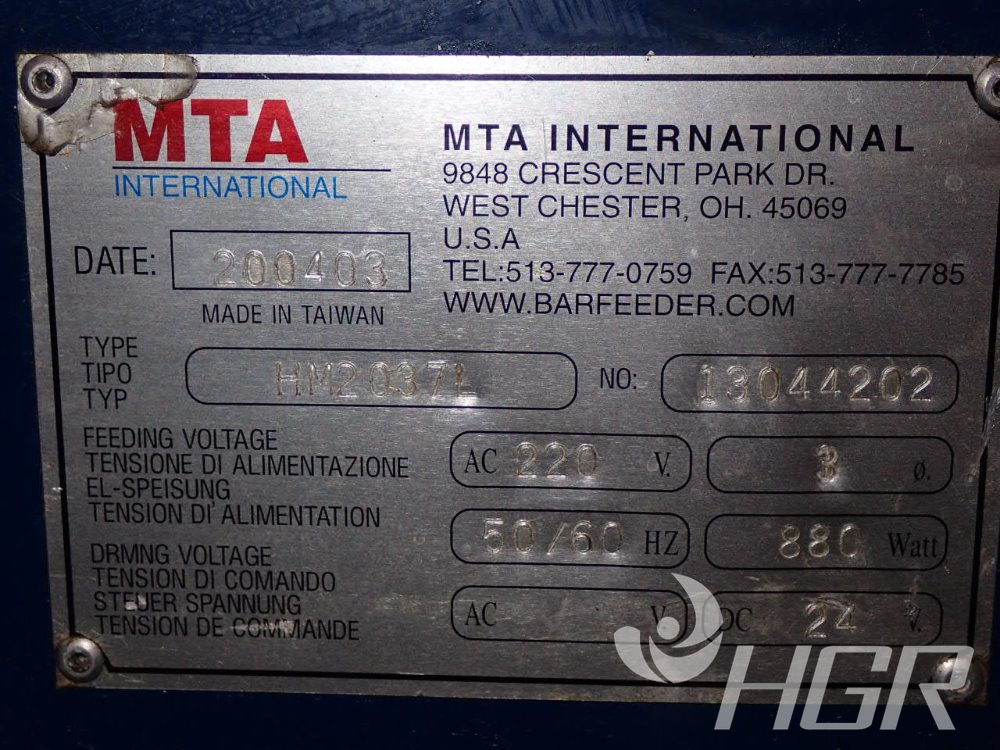 MTA
INTERNATIONAL
MTA INTERNATIONAL
9848 CRESCENT PARK DR.
WEST CHESTER, OH. 45069
U.S.A
TEL:513-777-0759 FAX:513-777-7785
WWW.BARFEEDER.COM
DATE: 200403
MADE IN TAIWAN
TYPE
TIPO
TYP
HM2037L
NO: 13044202
FEEDING VOLTAGE
TENSIONE DI ALIMENTAZIONE
EL-SPEISUNG
TENSION DI' ALIMENTATION
AC 220 V. 3 ø.
50/60 HZ 880 Watt
DRMNG VOLTAGE
TENSION DI COMANDO
STEUER SPANNUNG
TENSION DE COMMANDE
AC V. DC 24 V.
HGR